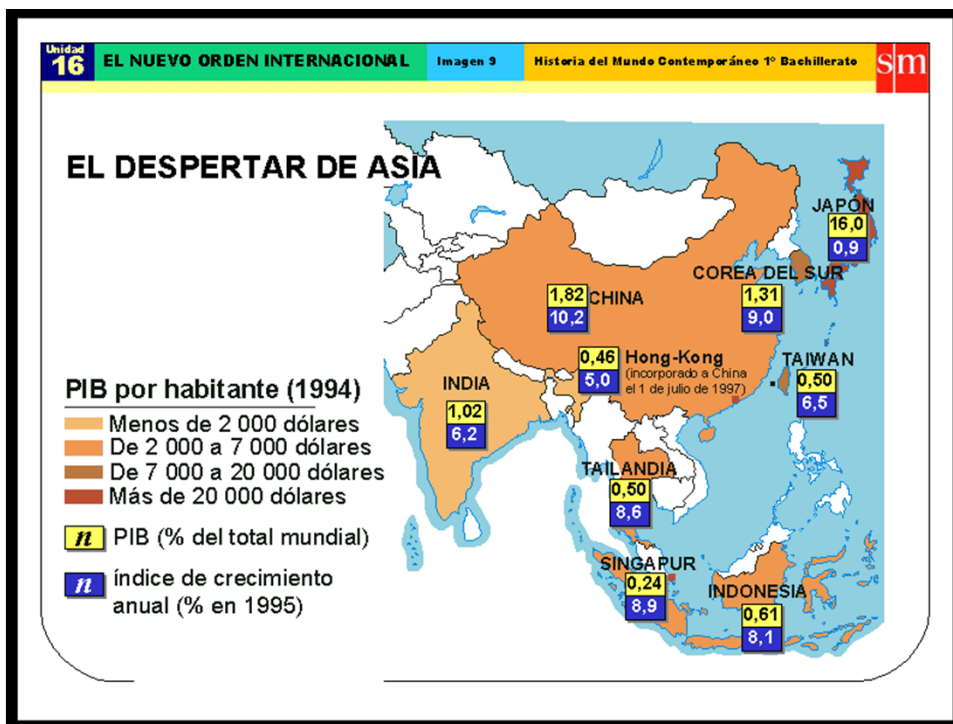 Unidad
16
EL NUEVO ORDEN INTERNACIONAL
Imagen 9
Historia del Mundo Contemporáneo 1º Bachillerato
sm
EL DESPERTAR DE ASIA
JAPÓN
16,0
0,9
COREA DEL SUR
1,31
9,0
1,82
10,2
CHINA
0,46
5,0
Hong-Kong
(incorporado a China
el 1 de julio de 1997)
TAIWAN
0,50
6,5
INDIA
1,02
6,2
TAILANDIA
0,50
8,6
SINGAPUR
0,24
8,9
INDONESIA
0,61
8,1
PIB por habitante (1994)
Menos de 2 000 dólares
De 2 000 a 7 000 dólares
De 7 000 a 20 000 dólares
Más de 20 000 dólares
n PIB (% del total mundial)
n índice de crecimiento
anual (% en 1995)